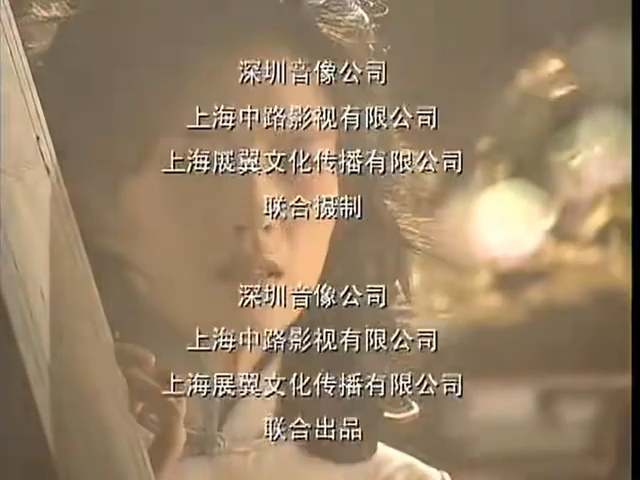 深圳音像公司
上海中路影视有限公司
上海展翼文化传播有限公司
联合摄制
深圳音像公司
上海中路影视有限公司
上海展翼文化传播有限公司
联合出品